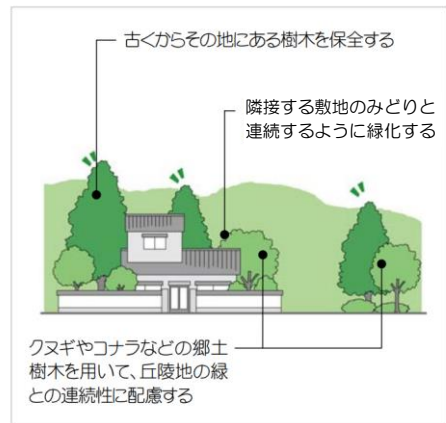 古くからその地にある樹木を保全する
隣接する敷地のみどりと
連続するように緑化する
クヌギやコナラなどの郷土
樹木を用いて、丘陵地の緑
との連続性に配慮する